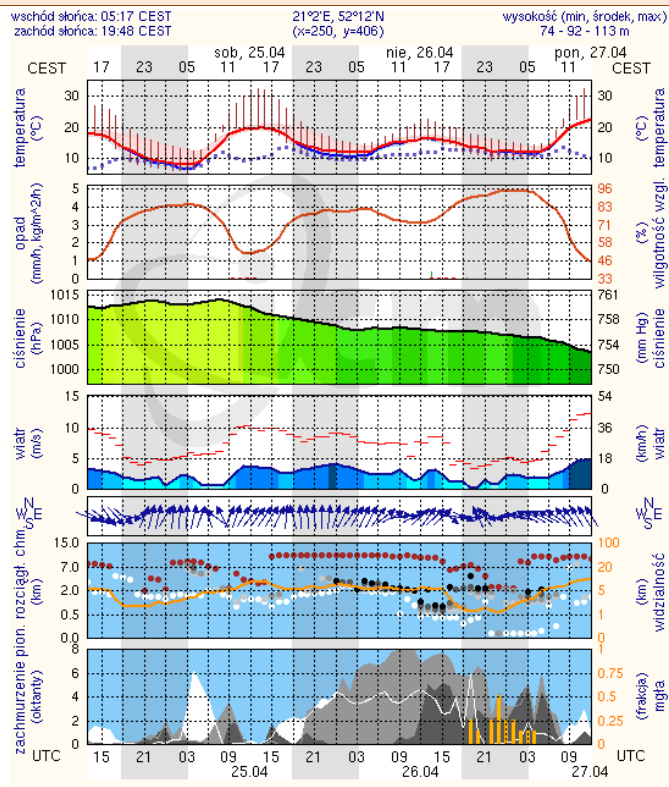 wschód słońca: 05:17 CEST 21°2'E, 52°12'N wysokość (min, środek, max)
zachód słońca: 19:48 CEST (x=250, y=406) 74 - 92 - 113 m
sob, 25.04 nie, 26.04 pon, 27.04
CEST 17 23 05 11 17 23 05 11 17 23 05 11 CEST
temperatura (°C) 30 20 10 30 20 10 (°C) temperatura
opad (mm/h, kg/m^2/h) 5 4 3 2 1 0 96 83 71 58 46 33 (%) wilgotność wzgl.
ciśnienie (hPa) 1015 1010 1005 1000 761 758 754 750 (mm Hg) ciśnienie
wiatr (m/s) 15 10 5 0 54 36 18 0 (km/h) wiatr
N E S W N E S W
pion. rozciągł. chm. (km) 15.0 7.0 2.0 0.5 0.0 100 20 5 1 0 (km) widzialność
zachmurzenie (oktanty) 8 6 4 2 0 1 0.75 0.5 0.25 0 (frakcja) mgła
UTC 15 21 03 09 15 21 03 09 15 21 03 09 UTC
25.04 26.04 27.04